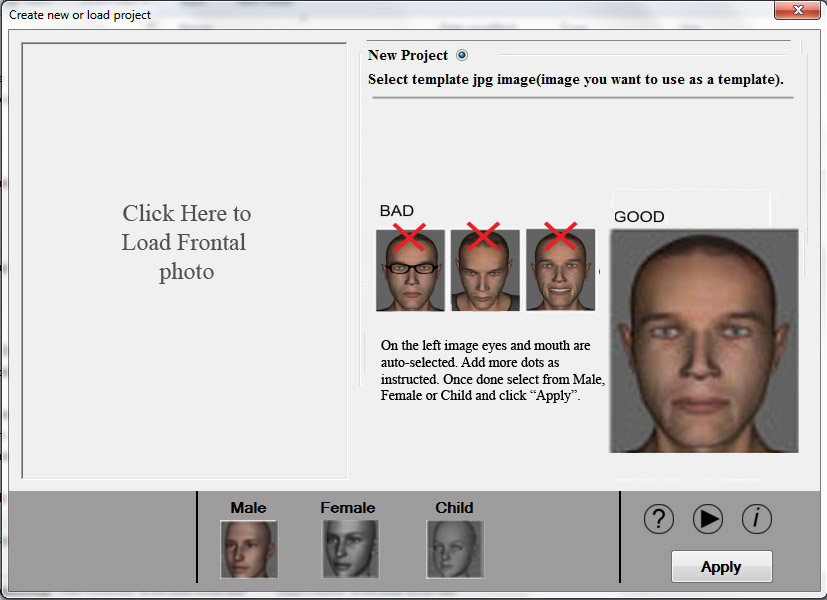 Create new or load project
New Project
Select template jpg image(image you want to use as a template).
Click Here to
Load Frontal
photo
BAD
GOOD
On the left image eyes and mouth are
auto-selected. Add more dots as
instructed. Once done select from Male,
Female or Child and click “Apply”.
Male
Female
Child
?
i
Apply